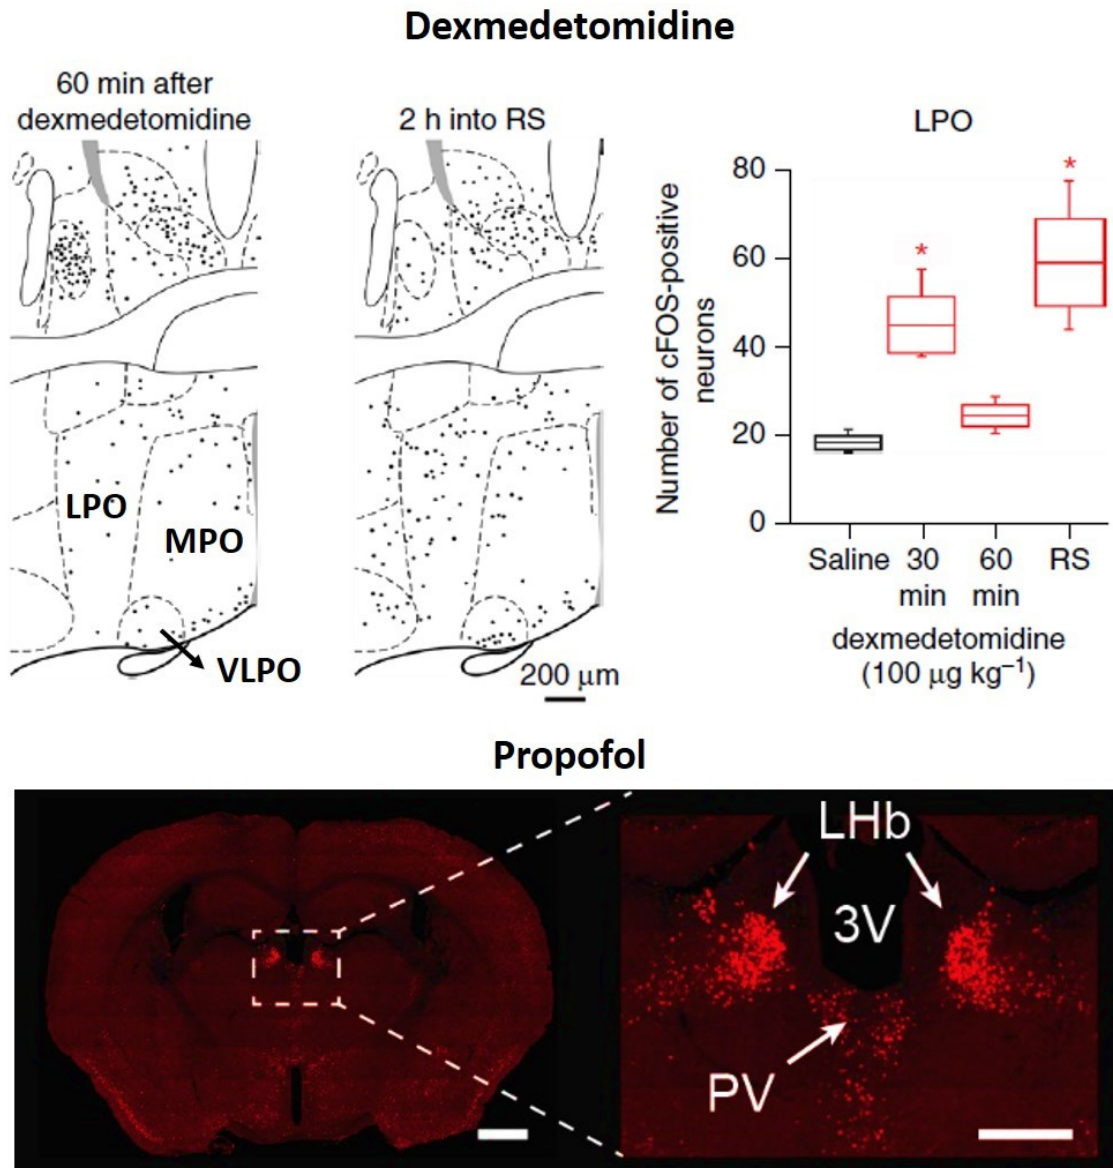 Dexmedetomidine
60 min after
dexmedetomidine
2 h into RS
LPO
MPO
VLPO
200 μm
LPO
Number of cFOS-positive
neurons
80
60
40
20
0
*
*
Saline
30
min
60
min
RS
dexmedetomidine
(100 μg kg⁻¹)
Propofol
LHb
3V
PV